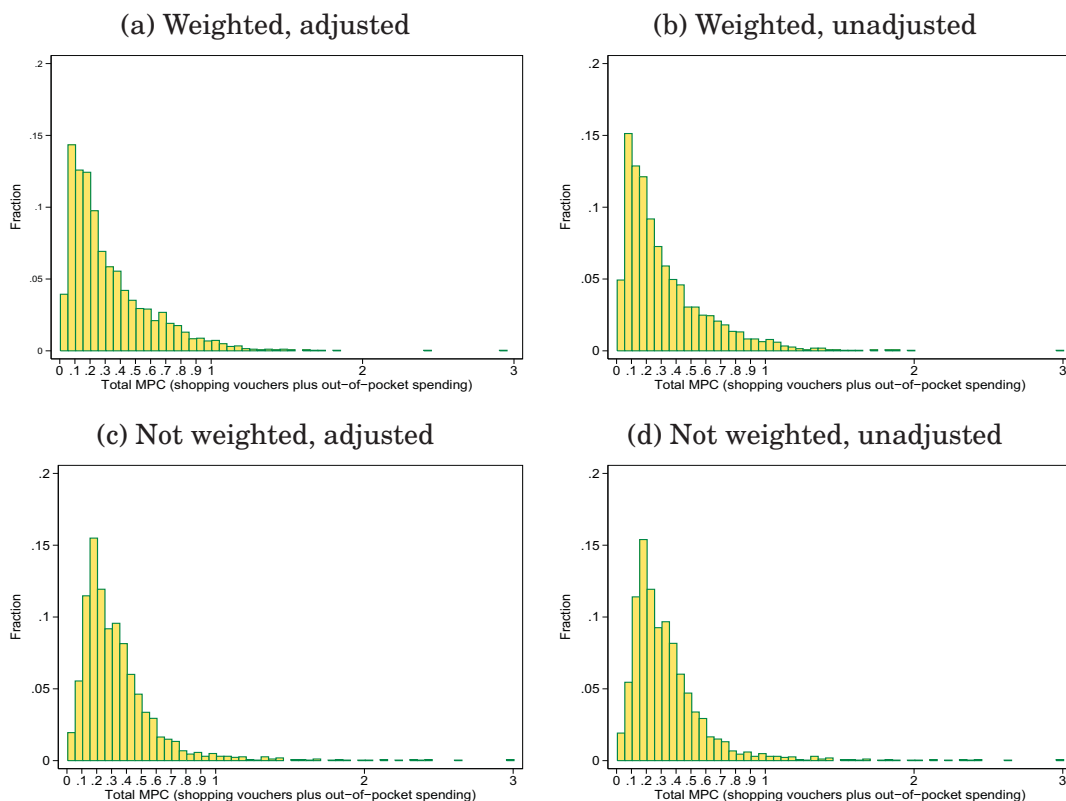 (a) Weighted, adjusted
.2
.15
.1
.05
0
Fraction
0 .1 .2 .3 .4 .5 .6 .7 .8 .9 1 2 3
Total MPC (shopping vouchers plus out-of-pocket spending)
(b) Weighted, unadjusted
.2
.15
.1
.05
0
Fraction
0 .1 .2 .3 .4 .5 .6 .7 .8 .9 1 2 3
Total MPC (shopping vouchers plus out-of-pocket spending)
(c) Not weighted, adjusted
.2
.15
.1
.05
0
Fraction
0 .1 .2 .3 .4 .5 .6 .7 .8 .9 1 2 3
Total MPC (shopping vouchers plus out-of-pocket spending)
(d) Not weighted, unadjusted
.2
.15
.1
.05
0
Fraction
0 .1 .2 .3 .4 .5 .6 .7 .8 .9 1 2 3
Total MPC (shopping vouchers plus out-of-pocket spending)